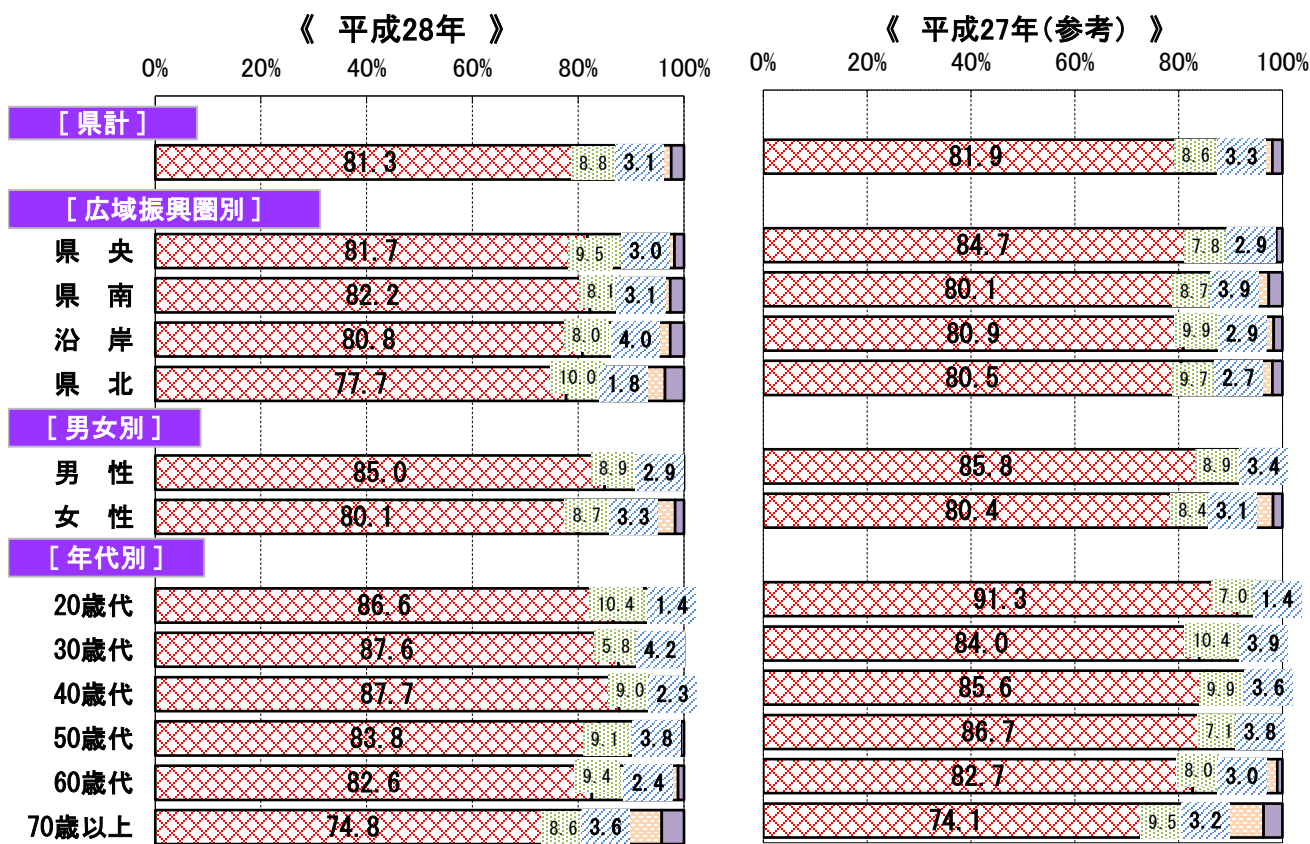 《 平成28年 》 《 平成27年(参考) 》
0% 20% 40% 60% 80% 100% 0% 20% 40% 60% 80% 100%
[ 県計 ]
81.3 8.8 3.1 81.9 8.6 3.3
[ 広域振興圏別 ]
県 央 81.7 9.5 3.0 84.7 7.8 2.9
県 南 82.2 8.1 3.1 80.1 8.7 3.9
沿 岸 80.8 8.0 4.0 80.9 9.9 2.9
県 北 77.7 10.0 1.8 80.5 9.7 2.7
[ 男女別 ]
男 性 85.0 8.9 2.9 85.8 8.9 3.4
女 性 80.1 8.7 3.3 80.4 8.4 3.1
[ 年代別 ]
20歳代 86.6 10.4 1.4 91.3 7.0 1.4
30歳代 87.6 5.8 4.2 84.0 10.4 3.9
40歳代 87.7 9.0 2.3 85.6 9.9 3.6
50歳代 83.8 9.1 3.8 86.7 7.1 3.8
60歳代 82.6 9.4 2.4 82.7 8.0 3.0
70歳以上 74.8 8.6 3.6 74.1 9.5 3.2